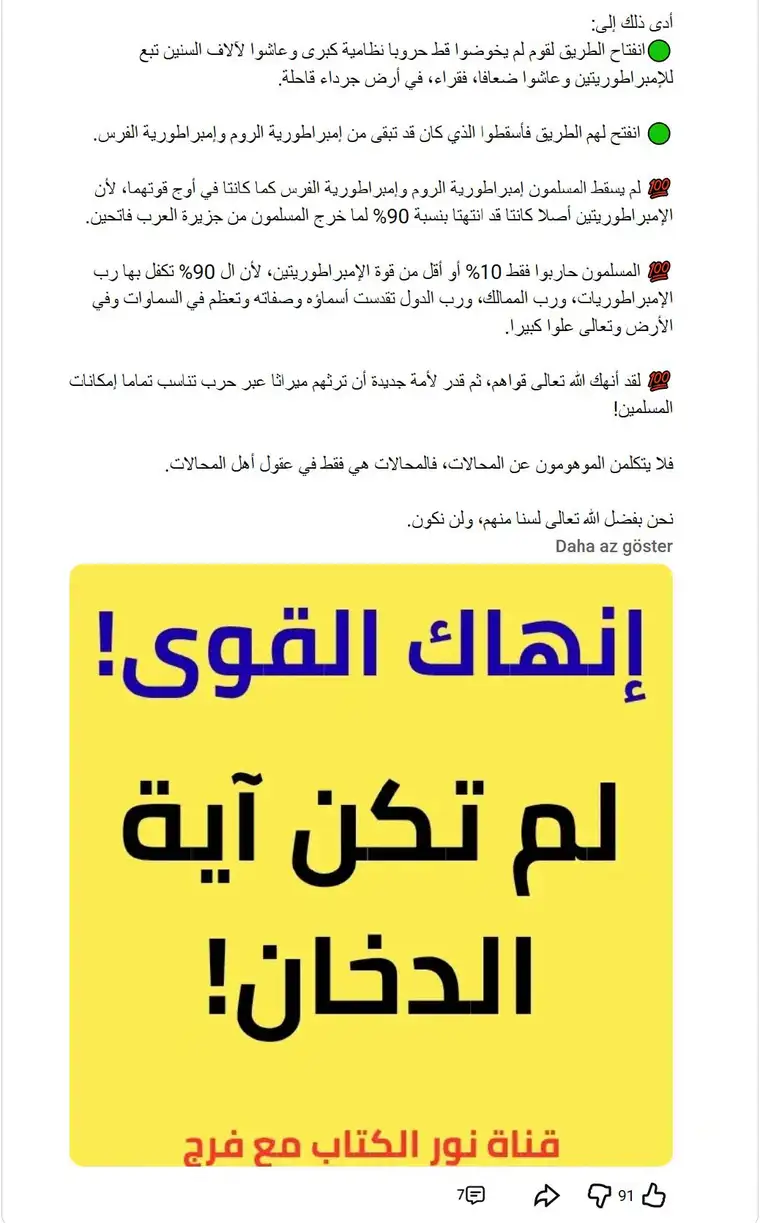 أدى ذلك إلى:
🟢انفتاح الطريق لقوم لم يخوضوا قط حروبا نظامية كبرى وعاشوا لآلاف السنين تبع
للإمبراطوريتين وعاشوا ضعافا، فقراء، في أرض جرداء قاحلة.
🟢 انفتح لهم الطريق فأسقطوا الذي كان قد تبقى من إمبراطورية الروم وإمبراطورية الفرس.
💯 لم يسقط المسلمون إمبراطورية الروم وإمبراطورية الفرس كما كانتا في أوج قوتهما، لأن
الإمبراطوريتين أصلا كانتا قد انتهتا بنسبة 90% لما خرج المسلمون من جزيرة العرب فاتحين.
💯 المسلمون حاربوا فقط 10% أو أقل من قوة الإمبراطوريتين، لأن ال 90% تكفل بها رب
الإمبراطوريات، ورب الممالك، ورب الدول تقدست أسماؤه وصفاته وتعظم في السماوات وفي
الأرض وتعالى علوا كبيرا.
💯 لقد أنهك الله تعالى قواهم، ثم قدر لأمة جديدة أن ترثهم ميراثا عبر حرب تناسب تماما إمكانات
المسلمين!
فلا يتكلمن الموهومون عن المحالات، فالمحالات هي فقط في عقول أهل المحالات.
نحن بفضل الله تعالى لسنا منهم، ولن نكون.
Daha az göster
إنهاك القوى!
لم تكن آية
الدخان!
قناة نور الكتاب مع فرج
91 7